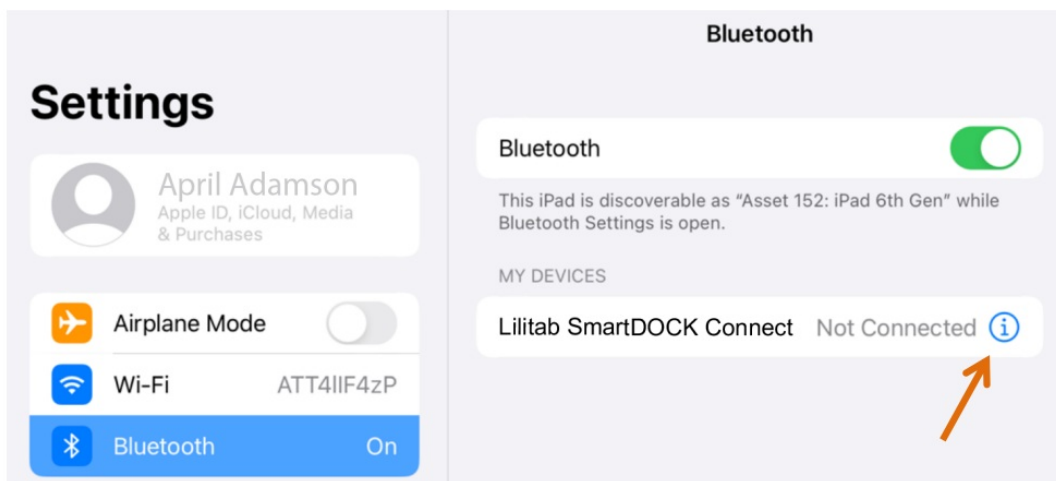 Settings
April Adamson
Apple ID, iCloud, Media
& Purchases
Airplane Mode
Wi-Fi ATT4llF4zP
Bluetooth On
Bluetooth
Bluetooth
This iPad is discoverable as “Asset 152: iPad 6th Gen” while
Bluetooth Settings is open.
MY DEVICES
Lilitab SmartDOCK Connect Not Connected